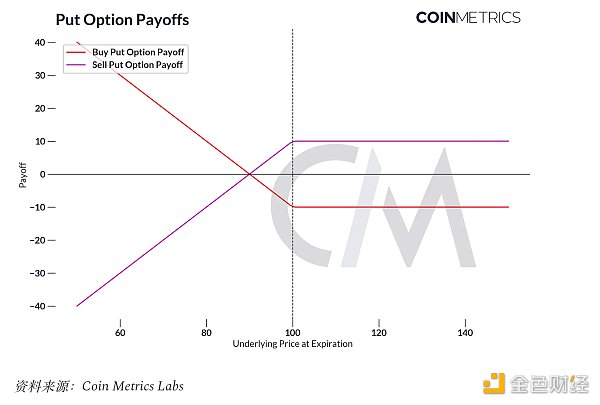 Put Option Payoffs
COINMETRICS
Buy Put Option Payoff
Sell Put Option Payoff
40
30
20
10
0
−10
−20
−30
−40
Payoff
CM
60
80
100
120
140
Underlying Price at Expiration
资料来源：Coin Metrics Labs
金色财经